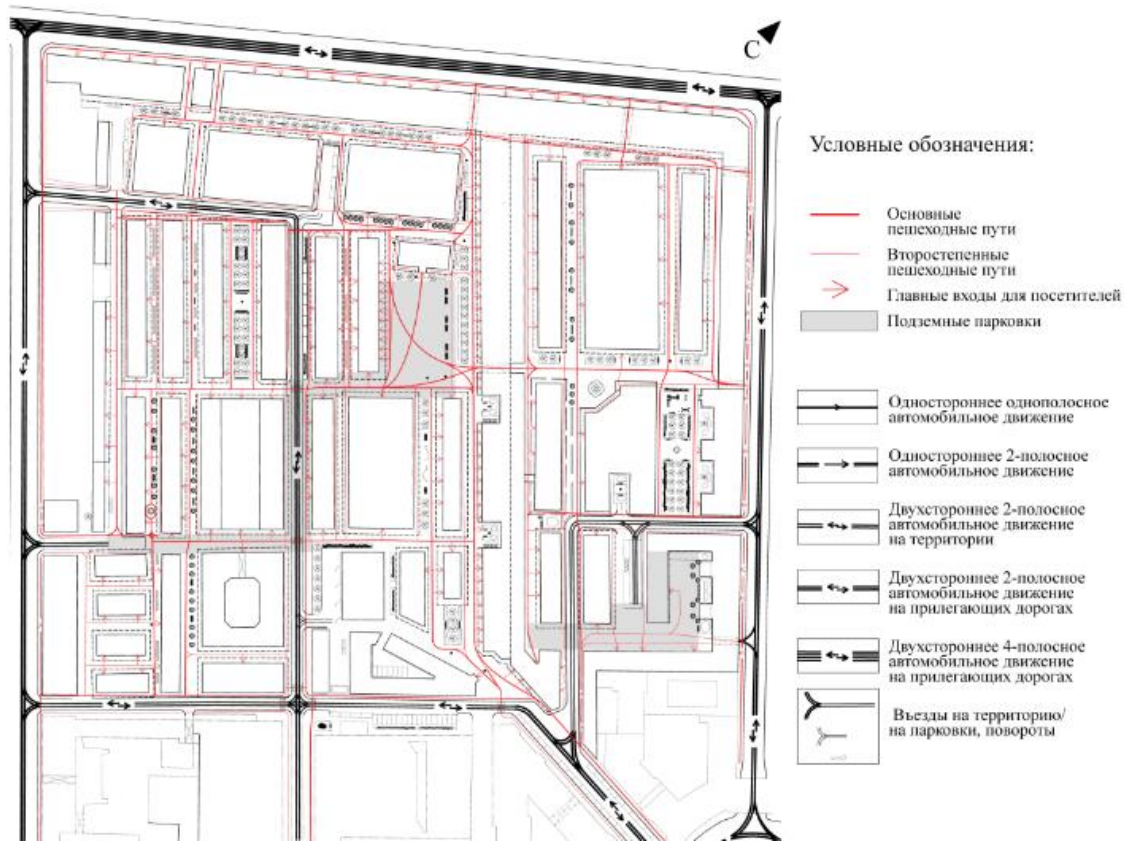 С
Условные обозначения:
Основные
пешеходные пути
Второстепенные
пешеходные пути
Главные входы для посетителей
Подземные парковки
Одностороннее однополосное
автомобильное движение
Одностороннее 2-полосное
автомобильное движение
Двухстороннее 2-полосное
автомобильное движение
на территории
Двухстороннее 2-полосное
автомобильное движение
на прилегающих дорогах
Двухстороннее 4-полосное
автомобильное движение
на прилегающих дорогах
Въезды на территорию/
на парковки, повороты